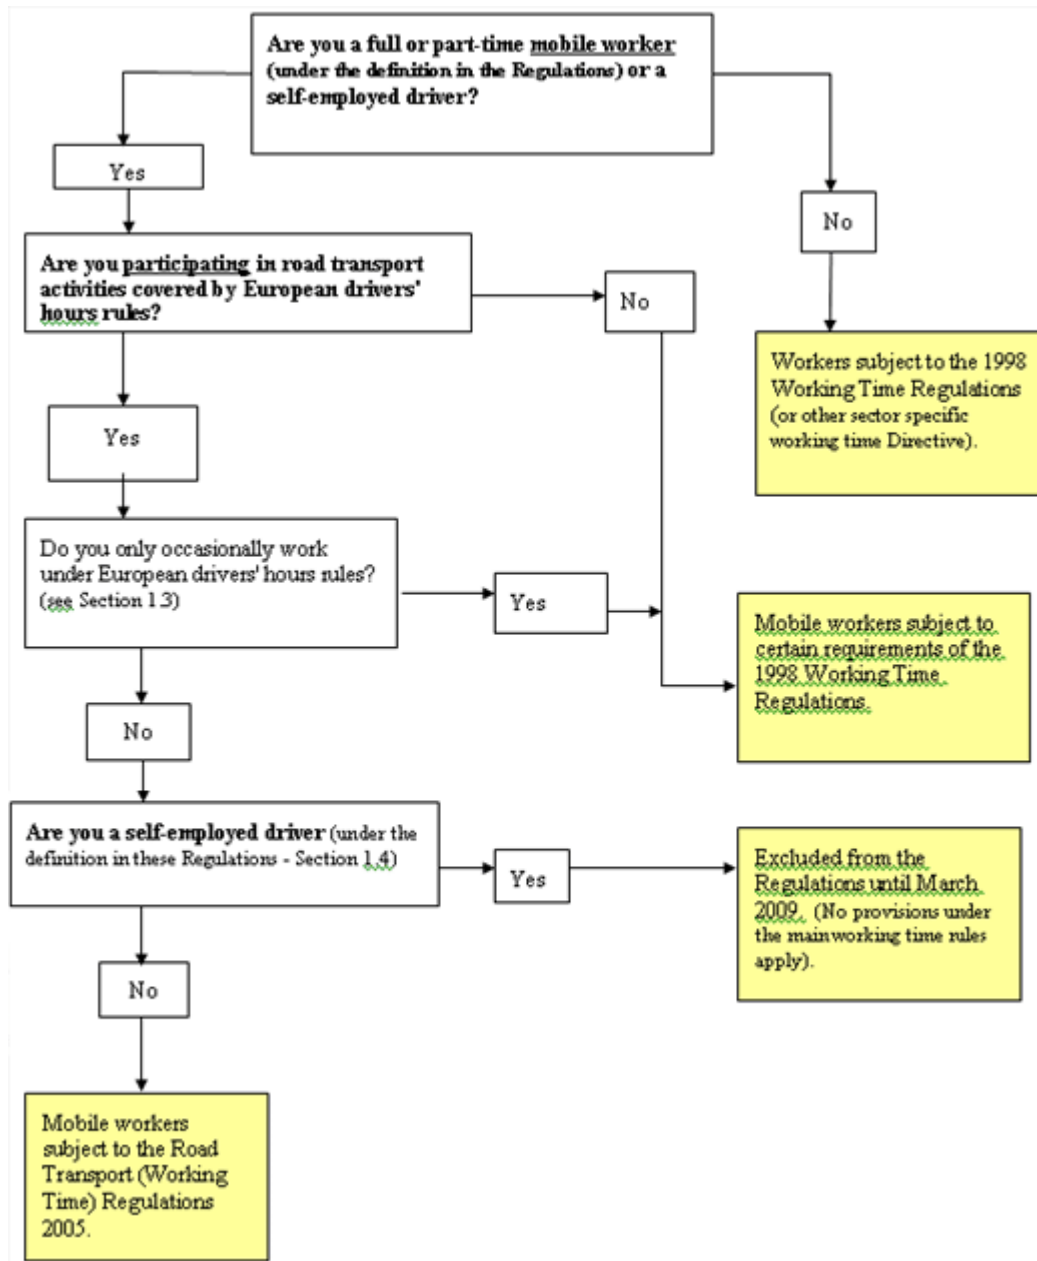 Are you a full or part-time mobile worker
(under the definition in the Regulations) or a
self-employed driver?
Yes
No
Are you participating in road transport
activities covered by European drivers'
hours rules?
No
Workers subject to the 1998
Working Time Regulations
(or other sector specific
working time Directive).
Yes
Do you only occasionally work
under European drivers' hours rules?
(see Section 1.3)
Yes
Mobile workers subject to
certain requirements of the
1998 Working Time
Regulations.
No
Are you a self-employed driver (under the
definition in these Regulations - Section 1.4)
Yes
Excluded from the
Regulations until March
2009. (No provisions under
the main working time rules
apply).
No
Mobile workers
subject to the Road
Transport (Working
Time) Regulations
2005.